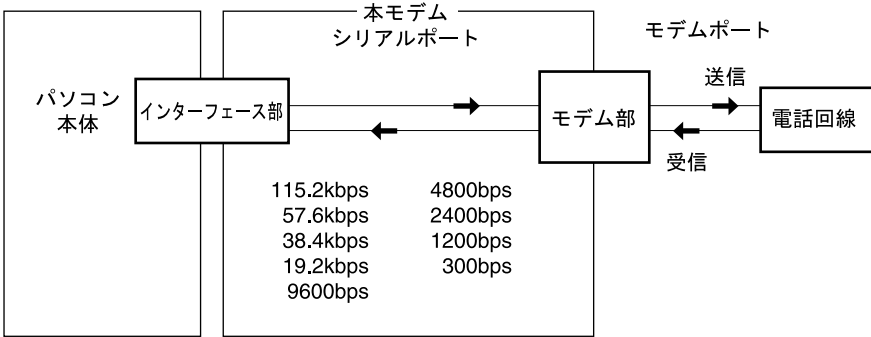 本モデム
シリアルポート
モデムポート
パソコン
本体
インターフェース部
モデム部
送信
受信
電話回線
115.2kbps
57.6kbps
38.4kbps
19.2kbps
9600bps
4800bps
2400bps
1200bps
300bps